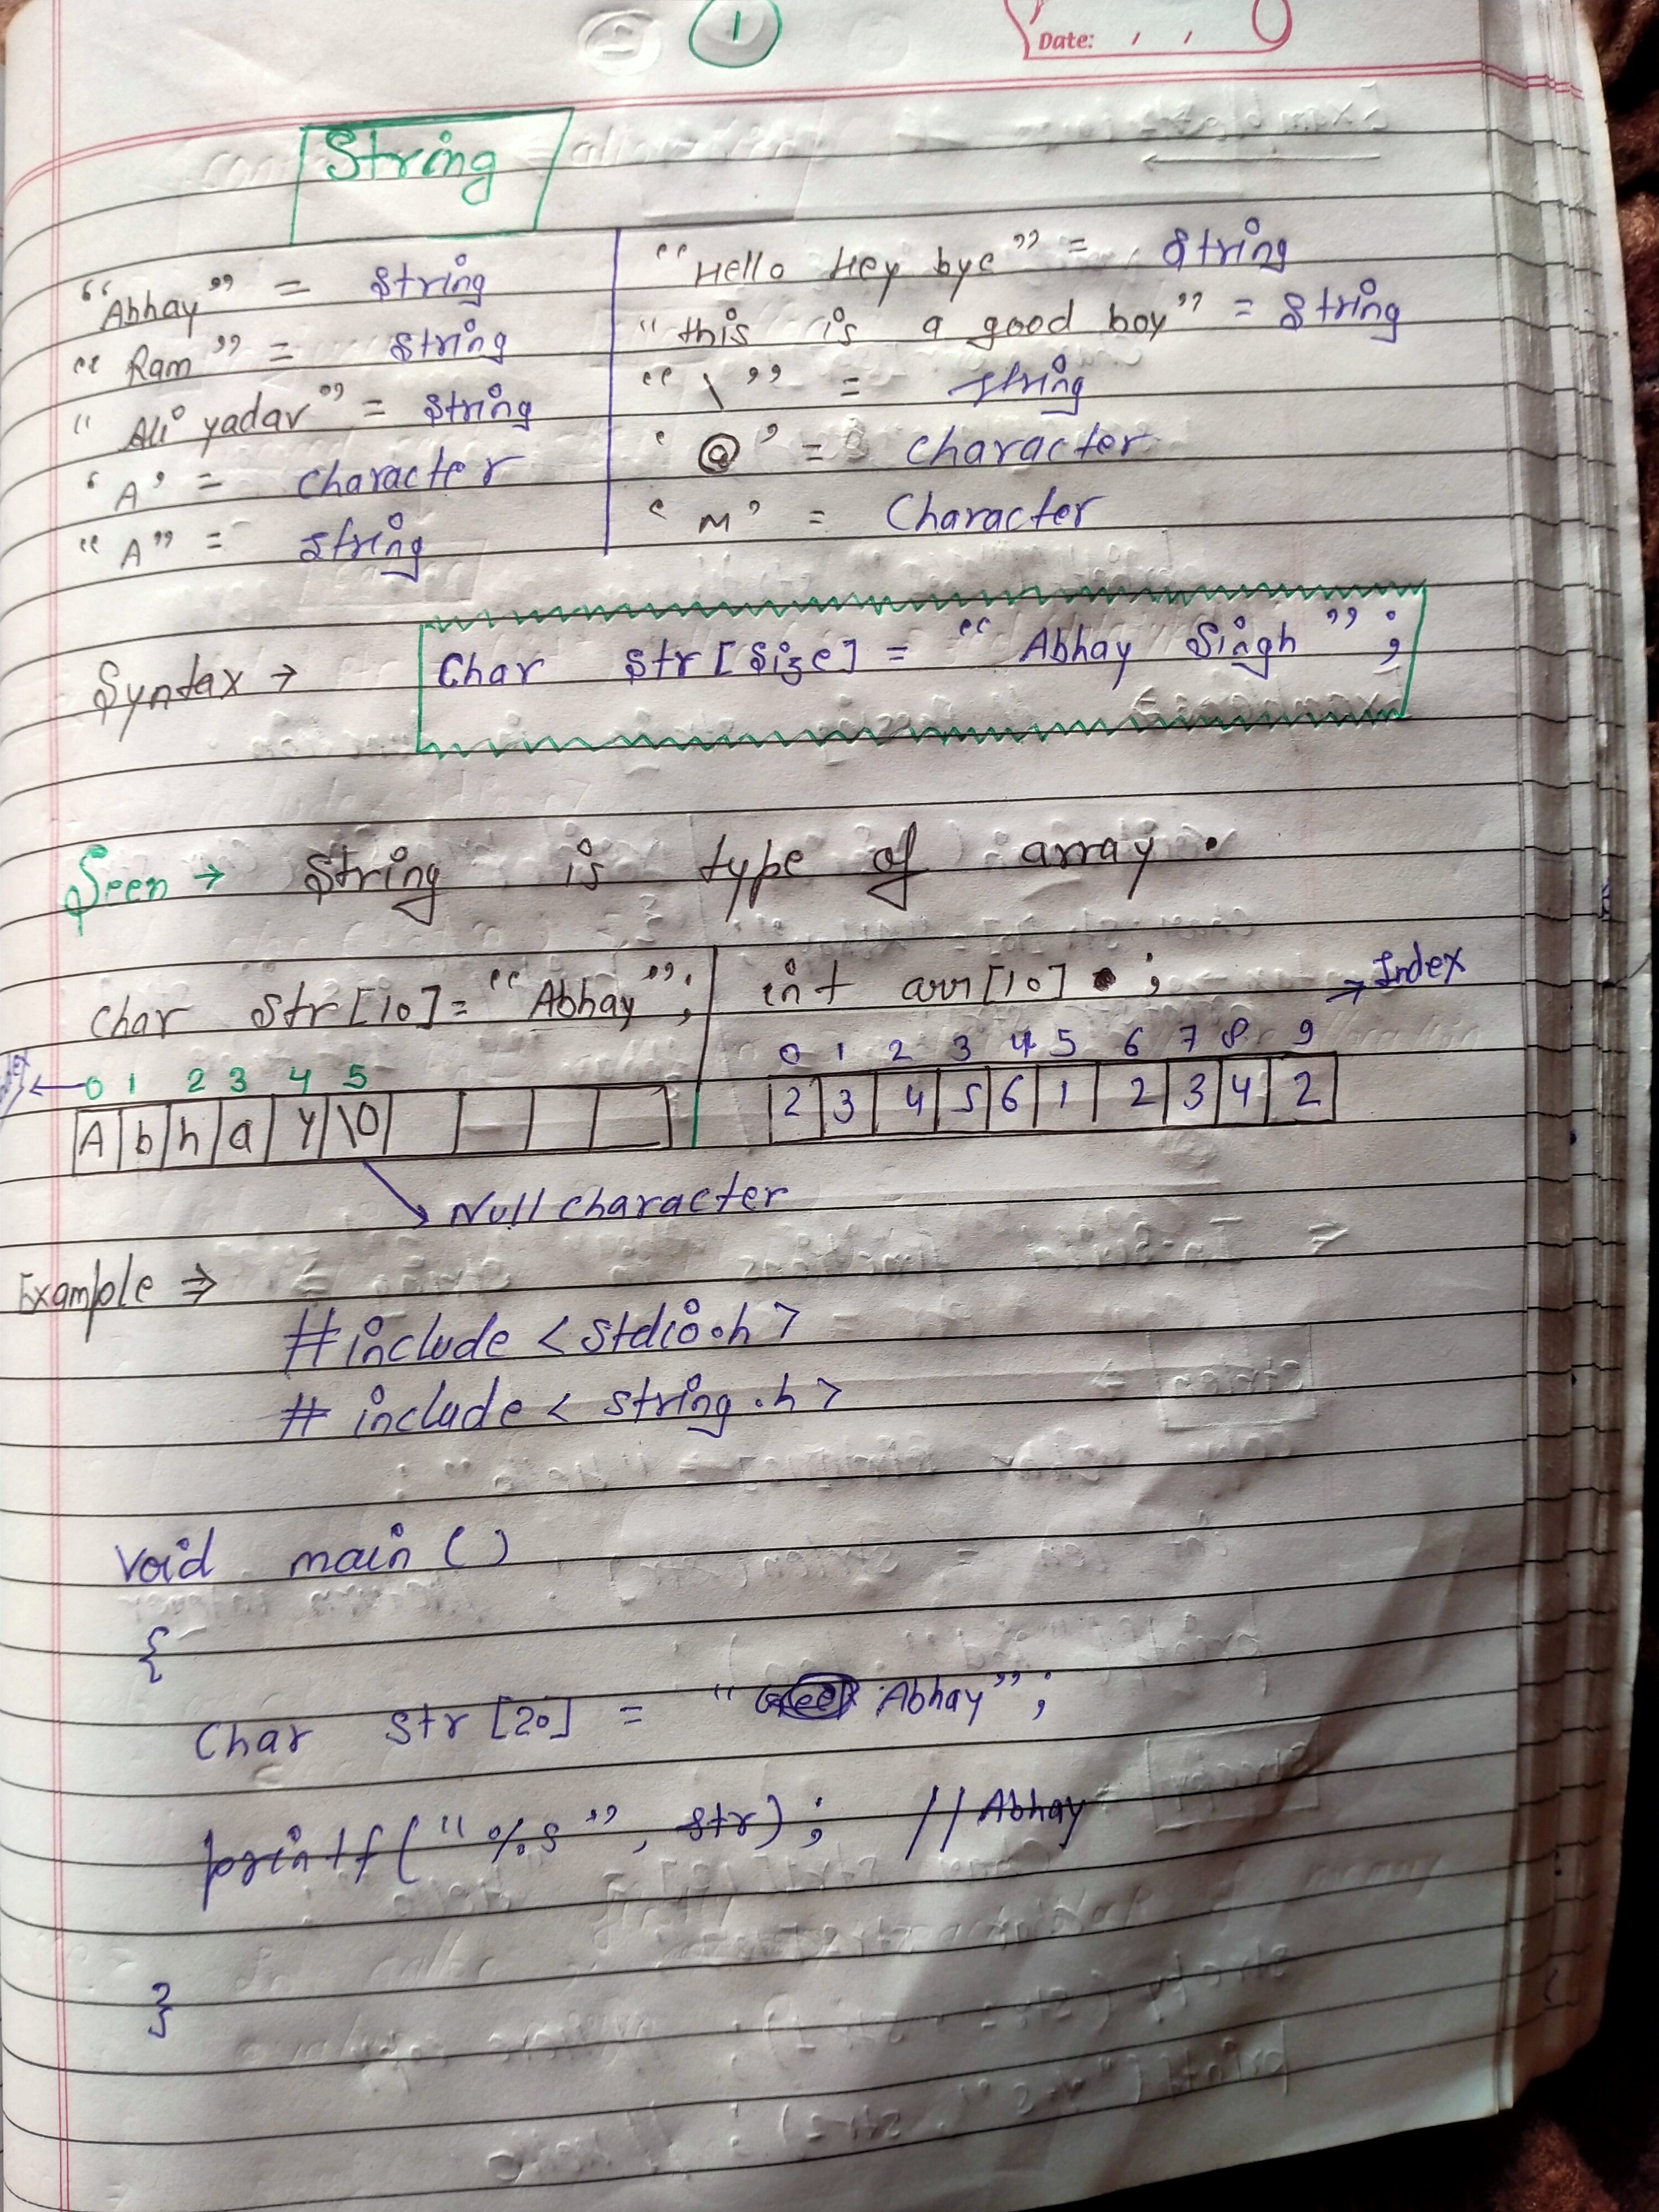 1
Date: / /
String
"Abhay" = String
"Ram" = String
"Ali yadav" = String
'A' = Character
"A" = String
"Hello Hey bye" = String
"this is a good boy" = String
"\" = String
'@' = Character
'M' = Character
Syntax → Char Str[Size] = "Abhay Singh";
Seen → String is type of array.
Char Str[10] = "Abhay"; int arr[10] ; → Index
0 1 2 3 4 5
A b h a y \0
0 1 2 3 4 5 6 7 8 9
2 3 4 5 6 1 2 3 4 2
Null character
Example ⇒
#include <stdio.h>
# include < string.h>
Void main ()
{
Char Str [20] = "Abhay";
printf("%s", Str); //Abhay
}